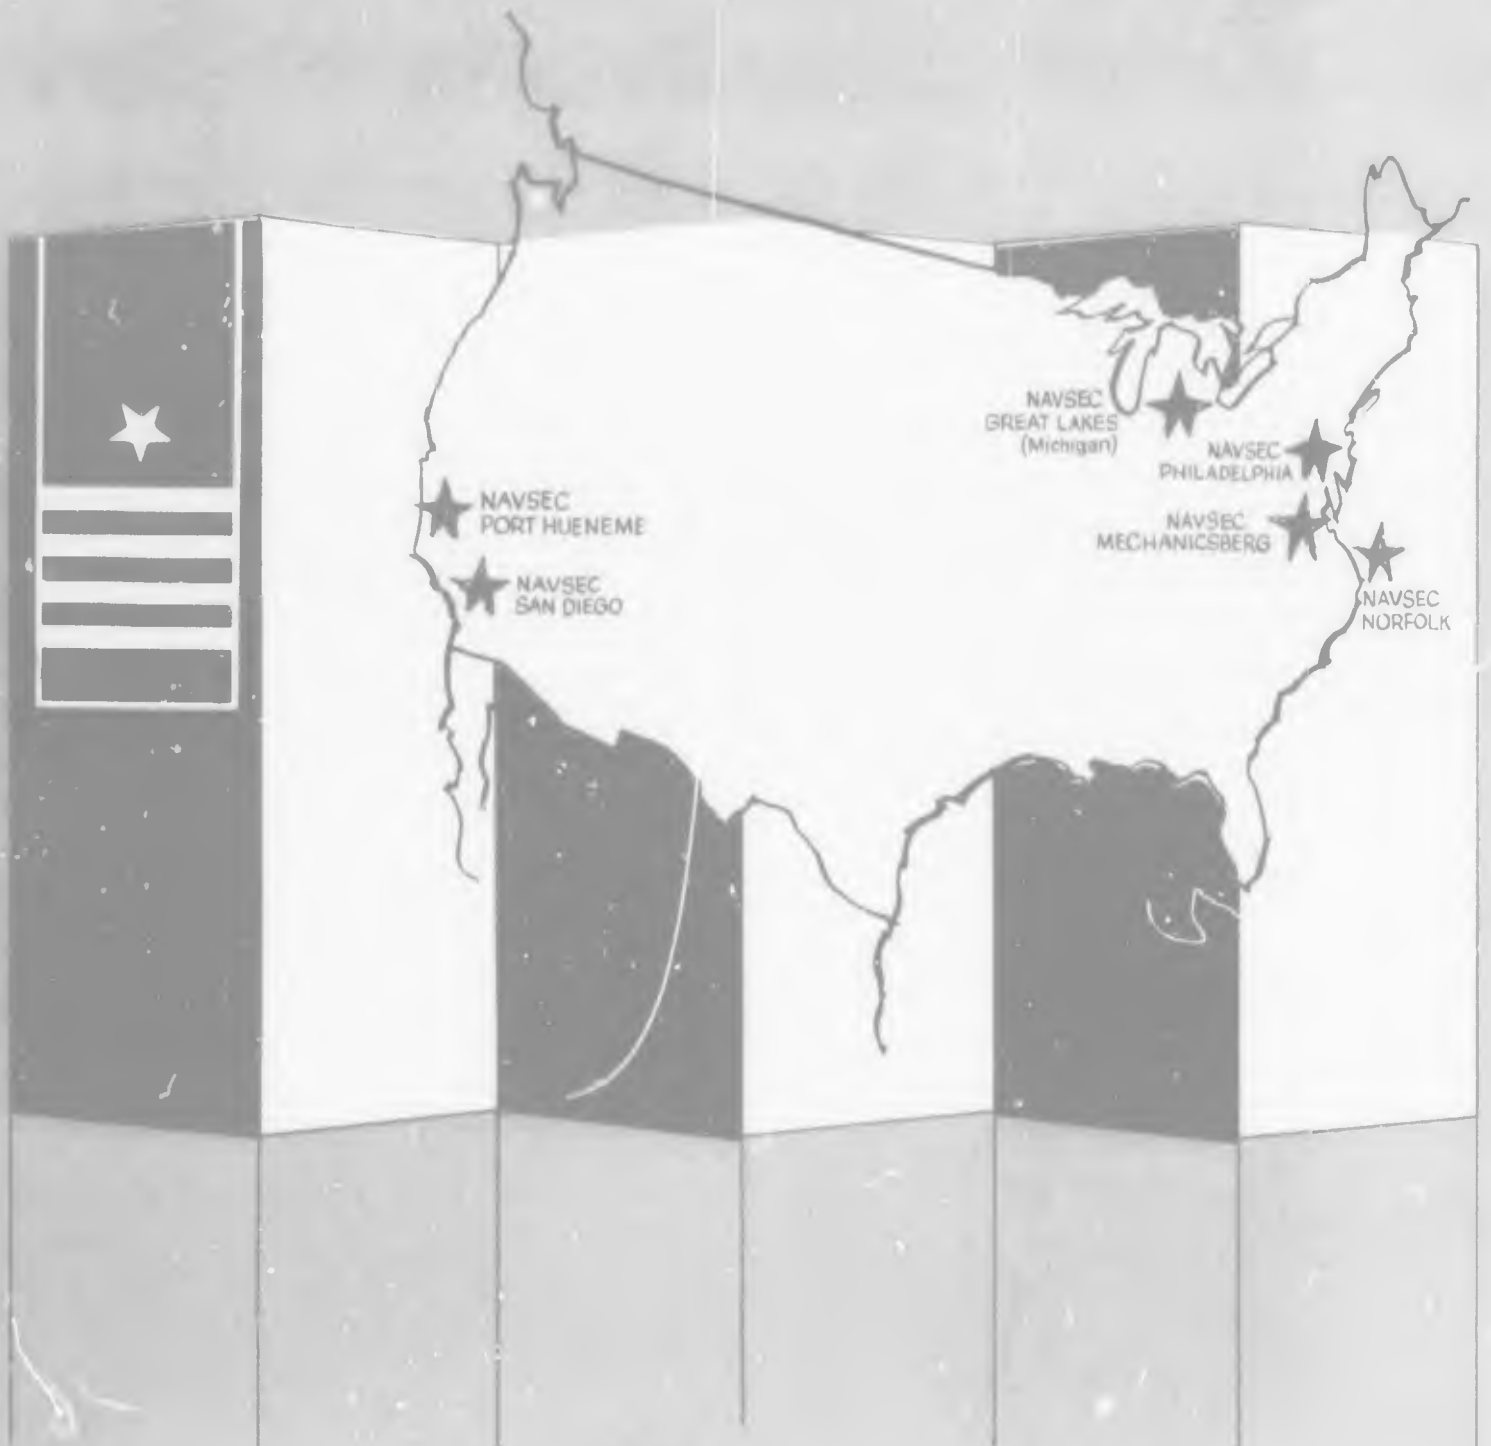 NAVSEC
GREAT LAKES
(Michigan)
NAVSEC
PHILADELPHIA
NAVSEC
PORT HUENEME
NAVSEC
MECHANICSBERG
NAVSEC
SAN DIEGO
NAVSEC
NORFOLK